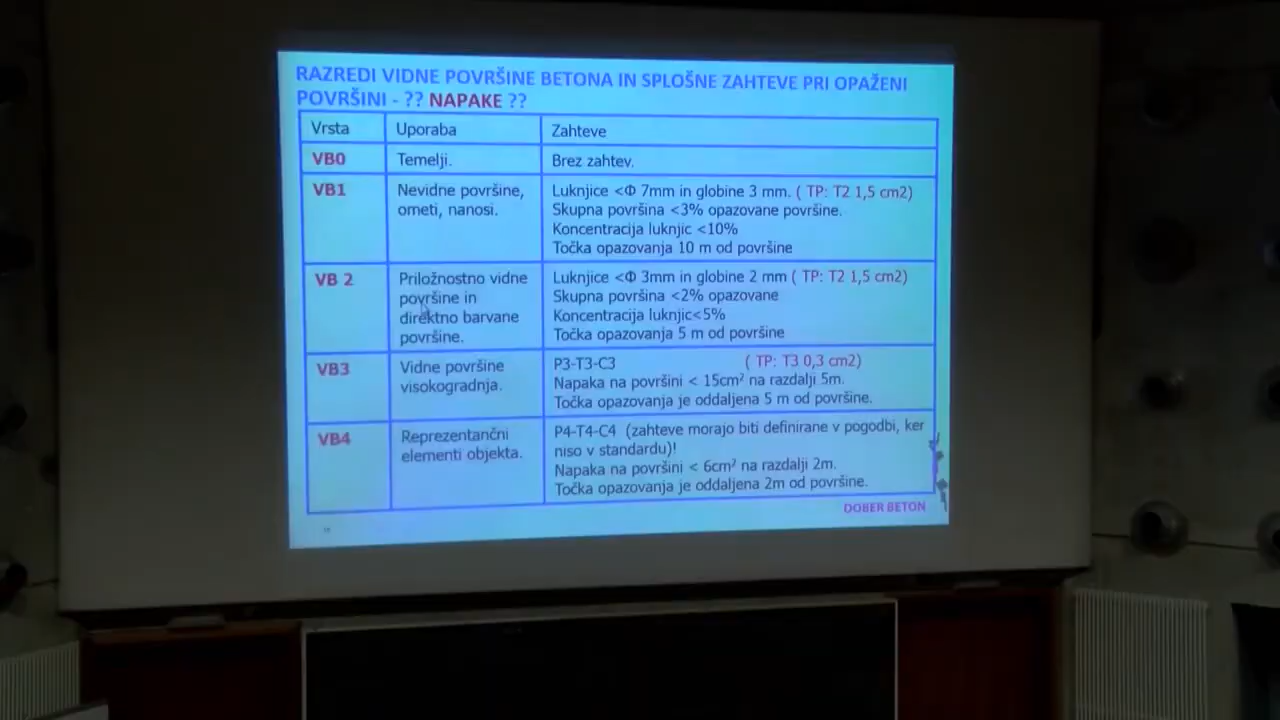 RAZREDI VIDNE POVRŠINE BETONA IN SPLOŠNE ZAHTEVE PRI OPAŽENI
POVRŠINI - ?? NAPAKE ??
Vrsta Uporaba Zahteve
VB0 Temelji. Brez zahtev.
VB1 Nevidne površine, Luknjice <Φ 7mm in globine 3 mm. ( TP: T2 1,5 cm2)
ometi, nanosi. Skupna površina <3% opazovane površine.
Koncentracija luknjic <10%
Točka opazovanja 10 m od površine
VB 2 Priložnostno vidne Luknjice <Φ 3mm in globine 2 mm ( TP: T2 1,5 cm2)
površine in Skupna površina <2% opazovane
direktno barvane Koncentracija luknjic<5%
površine. Točka opazovanja 5 m od površine
VB3 Vidne površine P3-T3-C3 ( TP: T3 0,3 cm2)
visokogradnja. Napaka na površini < 15cm² na razdalji 5m.
Točka opazovanja je oddaljena 5 m od površine.
VB4 Reprezentančni P4-T4-C4 (zahteve morajo biti definirane v pogodbi, ker
elementi objekta. niso v standardu)!
Napaka na površini < 6cm² na razdalji 2m.
Točka opazovanja je oddaljena 2m od površine.
DOBER BETON